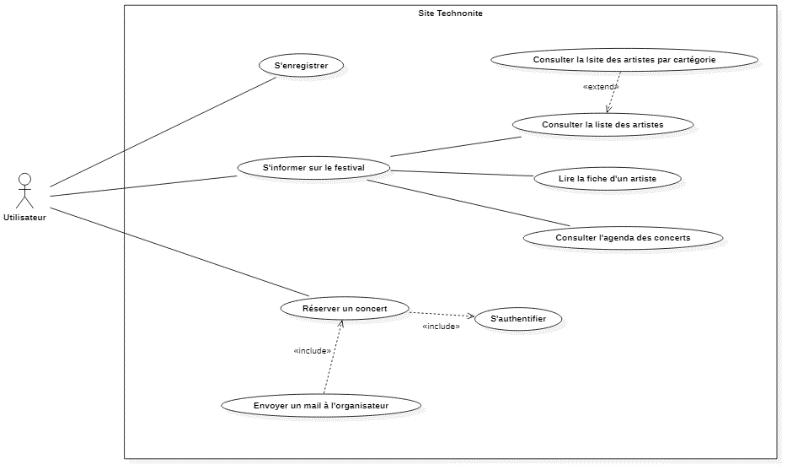 Site Technonite
S'enregistrer
Consulter la lsite des artistes par cartégorie
«extend»
Consulter la liste des artistes
S'informer sur le festival
Lire la fiche d'un artiste
Utilisateur
Consulter l'agenda des concerts
Réserver un concert
S'authentifier
«include»
«include»
Envoyer un mail à l'organisateur